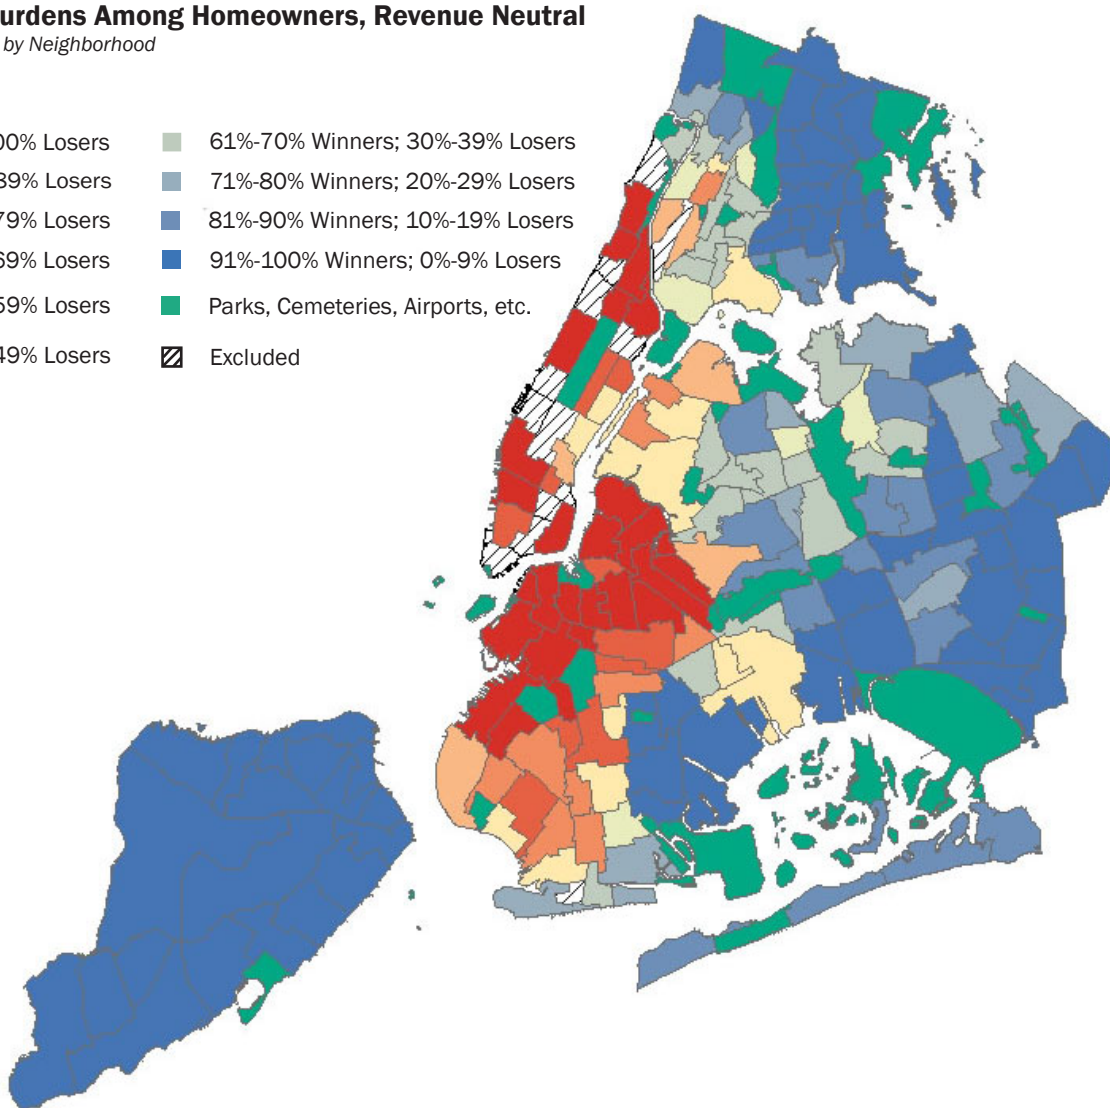 urdens Among Homeowners, Revenue Neutral
by Neighborhood
00% Losers
61%-70% Winners; 30%-39% Losers
39% Losers
71%-80% Winners; 20%-29% Losers
79% Losers
81%-90% Winners; 10%-19% Losers
69% Losers
91%-100% Winners; 0%-9% Losers
59% Losers
Parks, Cemeteries, Airports, etc.
49% Losers
Excluded